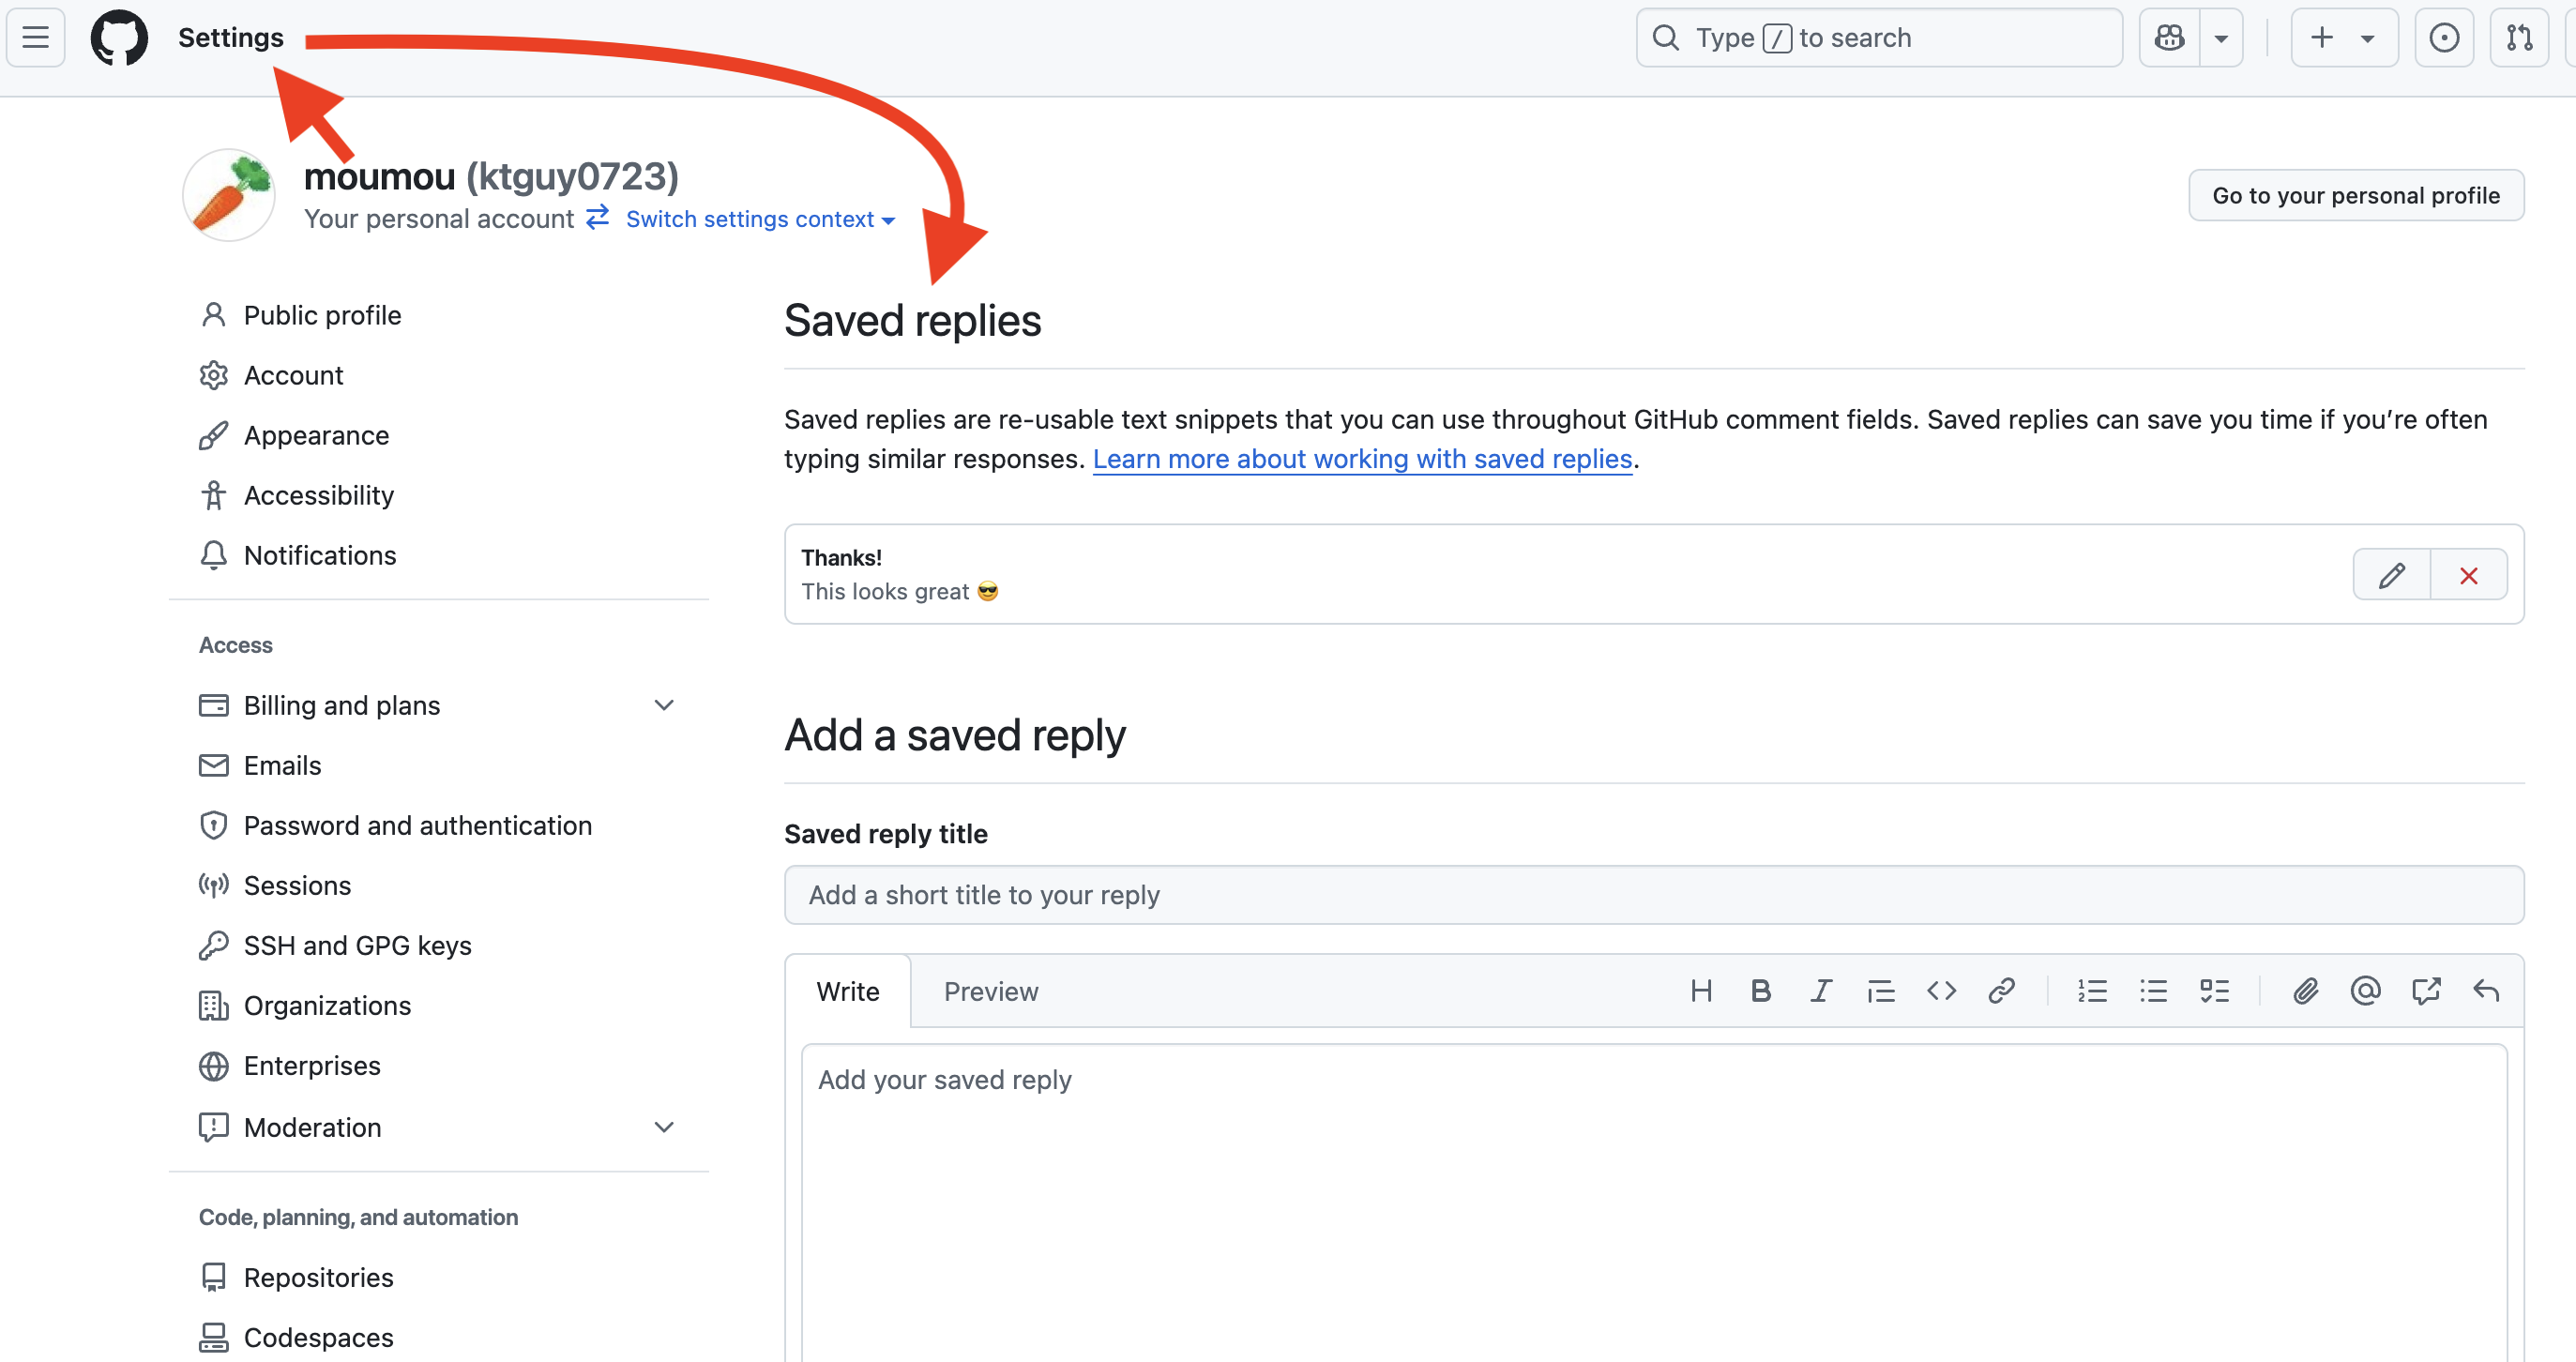 Settings
Type / to search
moumou (ktguy0723)
Your personal account Switch settings context
Go to your personal profile
Public profile
Account
Appearance
Accessibility
Notifications
Access
Billing and plans
Emails
Password and authentication
Sessions
SSH and GPG keys
Organizations
Enterprises
Moderation
Code, planning, and automation
Repositories
Codespaces
Saved replies
Saved replies are re-usable text snippets that you can use throughout GitHub comment fields. Saved replies can save you time if you’re often
typing similar responses. Learn more about working with saved replies.
Thanks!
This looks great 😎
Add a saved reply
Saved reply title
Add a short title to your reply
Write Preview
Add your saved reply